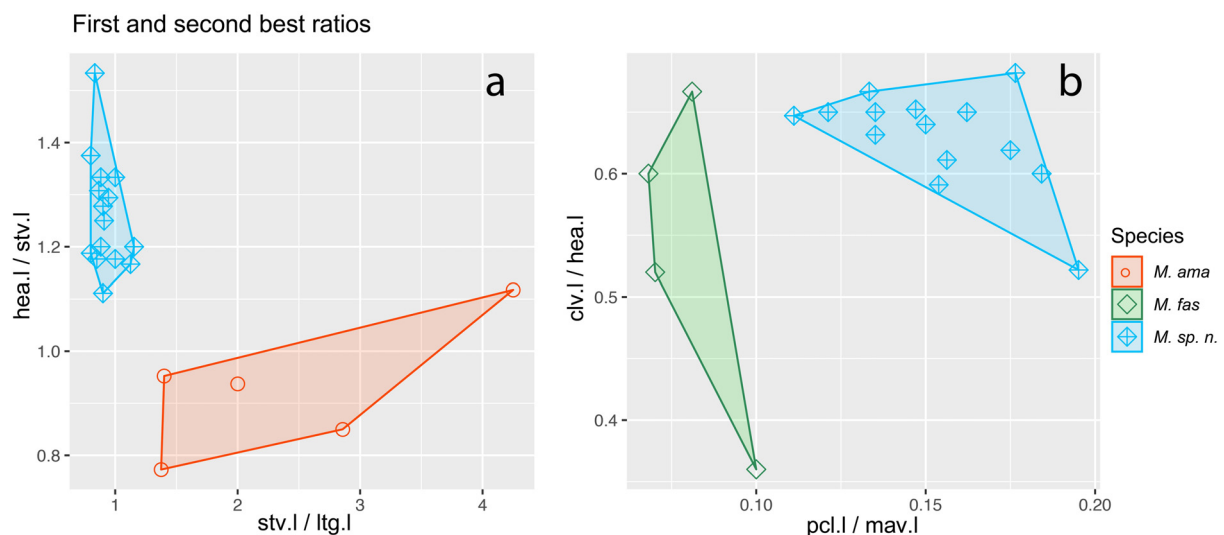 First and second best ratios
a
hea.l / stv.l
1.4
1.2
1.0
0.8
1
2
3
4
stv.l / ltg.l
b
clv.l / hea.l
0.6
0.5
0.4
0.10
0.15
0.20
pcl.l / mav.l
Species
M. ama
M. fas
M. sp. n.